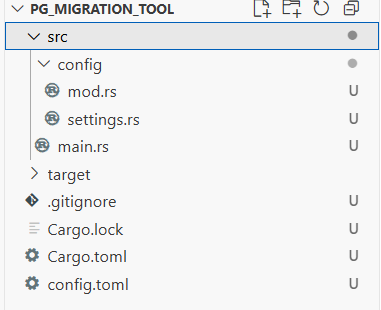 PG_MIGRATION_TOOL
src
config
mod.rs U
settings.rs U
main.rs U
target
.gitignore U
Cargo.lock U
Cargo.toml U
config.toml U